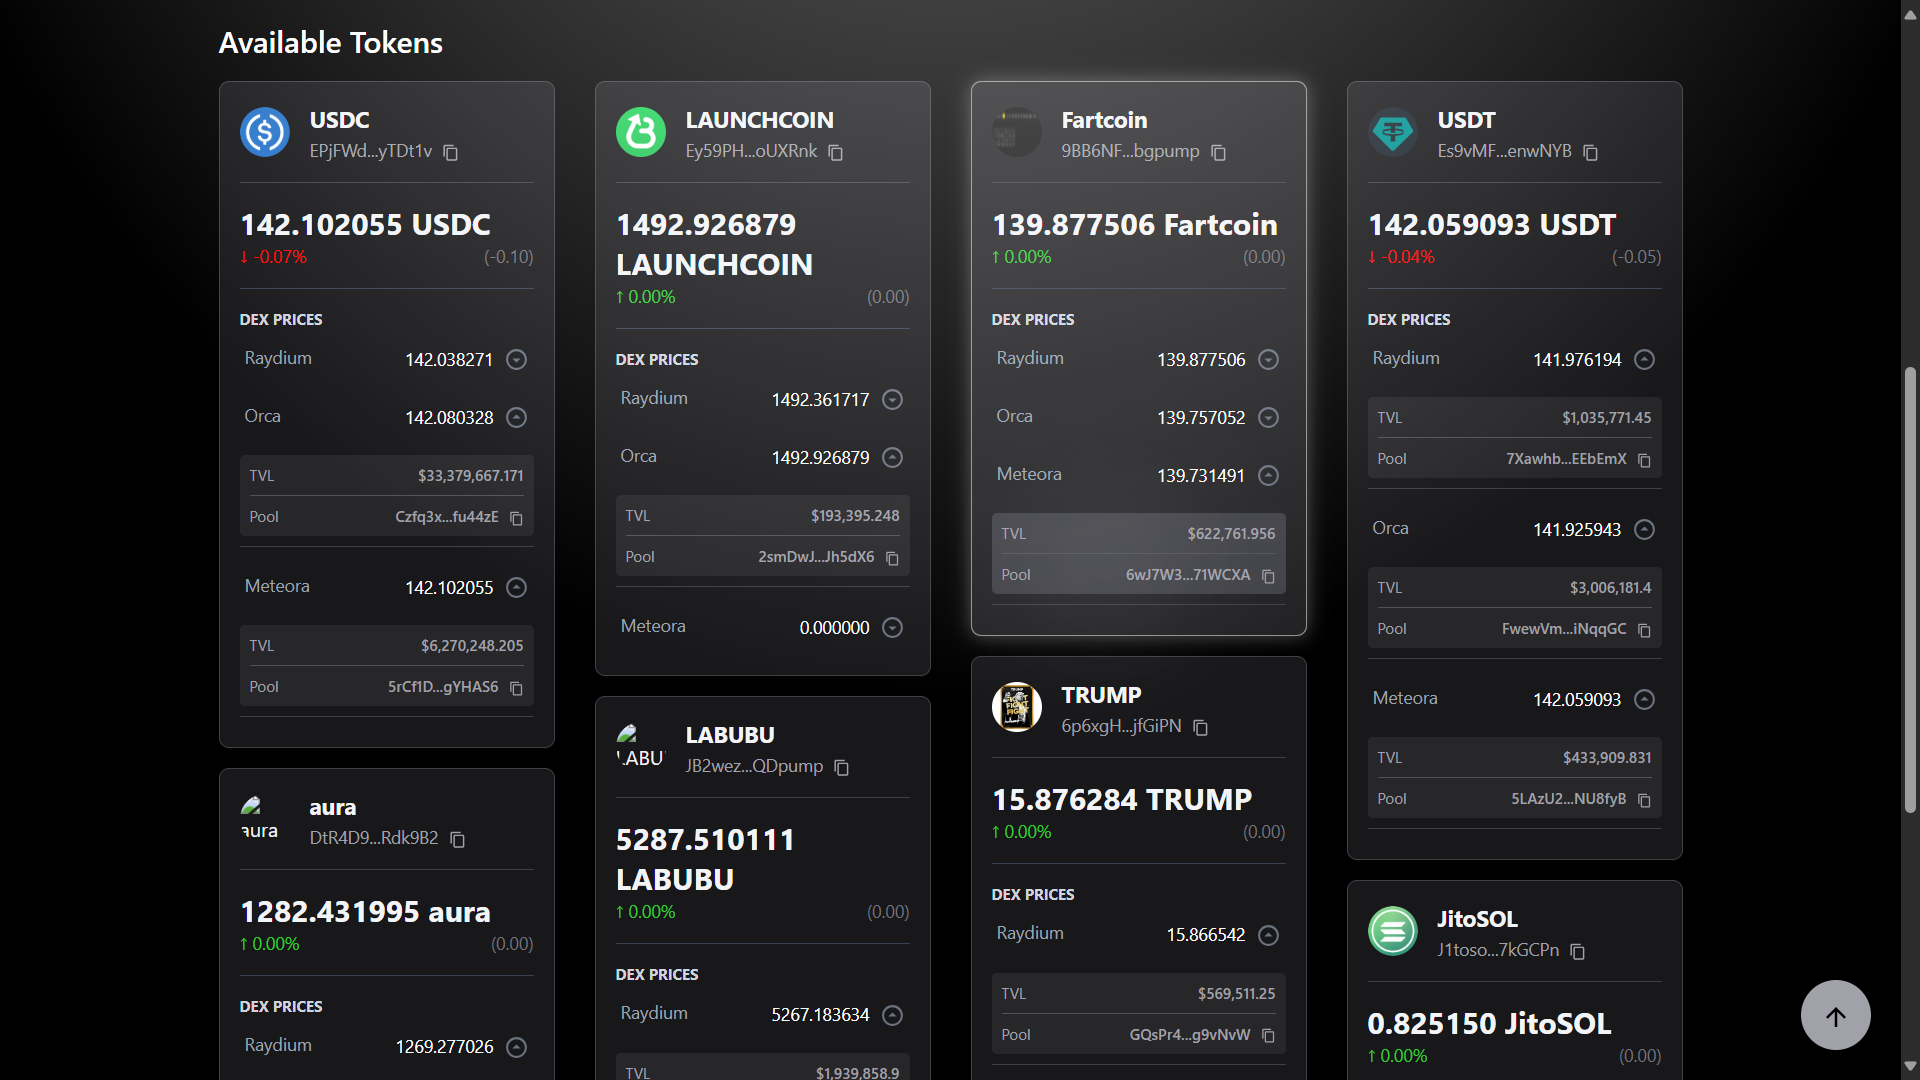 Available Tokens
USDC
EPjFWd...yTDt1v
142.102055 USDC
↓ -0.07% (-0.10)
DEX PRICES
Raydium 142.038271
Orca 142.080328
TVL $33,379,667.171
Pool Czfq3x...fu44zE
Meteora 142.102055
TVL $6,270,248.205
Pool 5rCf1D...gYHAS6
aura
aura
DtR4D9...Rdk9B2
1282.431995 aura
↑ 0.00% (0.00)
DEX PRICES
Raydium 1269.277026
LAUNCHCOIN
Ey59PH...oUXRnk
1492.926879
LAUNCHCOIN
↑ 0.00% (0.00)
DEX PRICES
Raydium 1492.361717
Orca 1492.926879
TVL $193,395.248
Pool 2smDwJ...Jh5dX6
Meteora 0.000000
LABU
LABUBU
JB2wez...QDpump
5287.510111
LABUBU
↑ 0.00% (0.00)
DEX PRICES
Raydium 5267.183634
TVL $1,939,858.9
Fartcoin
9BB6NF...bgpump
139.877506 Fartcoin
↑ 0.00% (0.00)
DEX PRICES
Raydium 139.877506
Orca 139.757052
Meteora 139.731491
TVL $622,761.956
Pool 6wJ7W3...71WCXA
TRUMP
6p6xgH...jfGiPN
15.876284 TRUMP
↑ 0.00% (0.00)
DEX PRICES
Raydium 15.866542
TVL $569,511.25
Pool GQsPr4...g9vNvW
USDT
Es9vMF...enwNYB
142.059093 USDT
↓ -0.04% (-0.05)
DEX PRICES
Raydium 141.976194
TVL $1,035,771.45
Pool 7Xawhb...EEbEmX
Orca 141.925943
TVL $3,006,181.4
Pool FwewVm...iNqqGC
Meteora 142.059093
TVL $433,909.831
Pool 5LAzU2...NU8fyB
JitoSOL
J1toso...7kGCPn
0.825150 JitoSOL
↑ 0.00% (0.00)